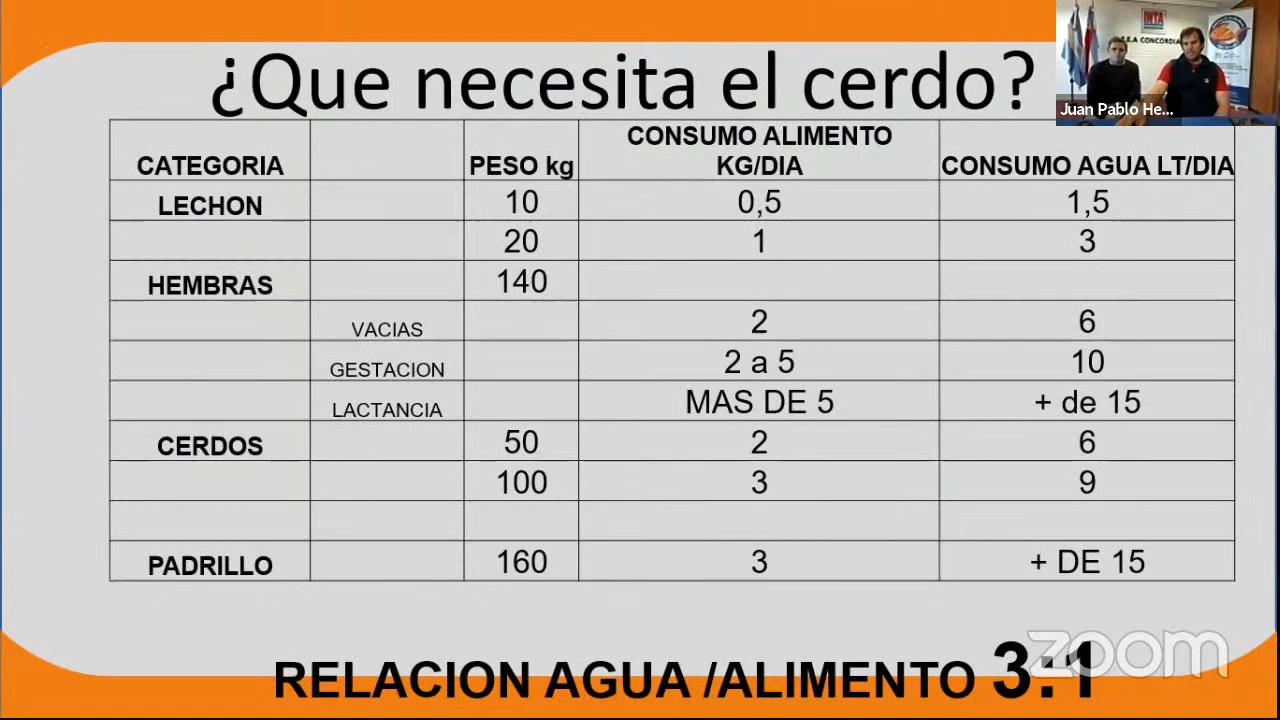 INTA
E.E.A CONCORDIA
¿Que necesita el cerdo?
Juan Pablo He...
CATEGORIA PESO kg CONSUMO ALIMENTO KG/DIA CONSUMO AGUA LT/DIA
LECHON 10 0,5 1,5
20 1 3
HEMBRAS 140
VACIAS 2 6
GESTACION 2 a 5 10
LACTANCIA MAS DE 5 + de 15
CERDOS 50 2 6
100 3 9
PADRILLO 160 3 + DE 15
RELACION AGUA /ALIMENTO 3:1
zoom